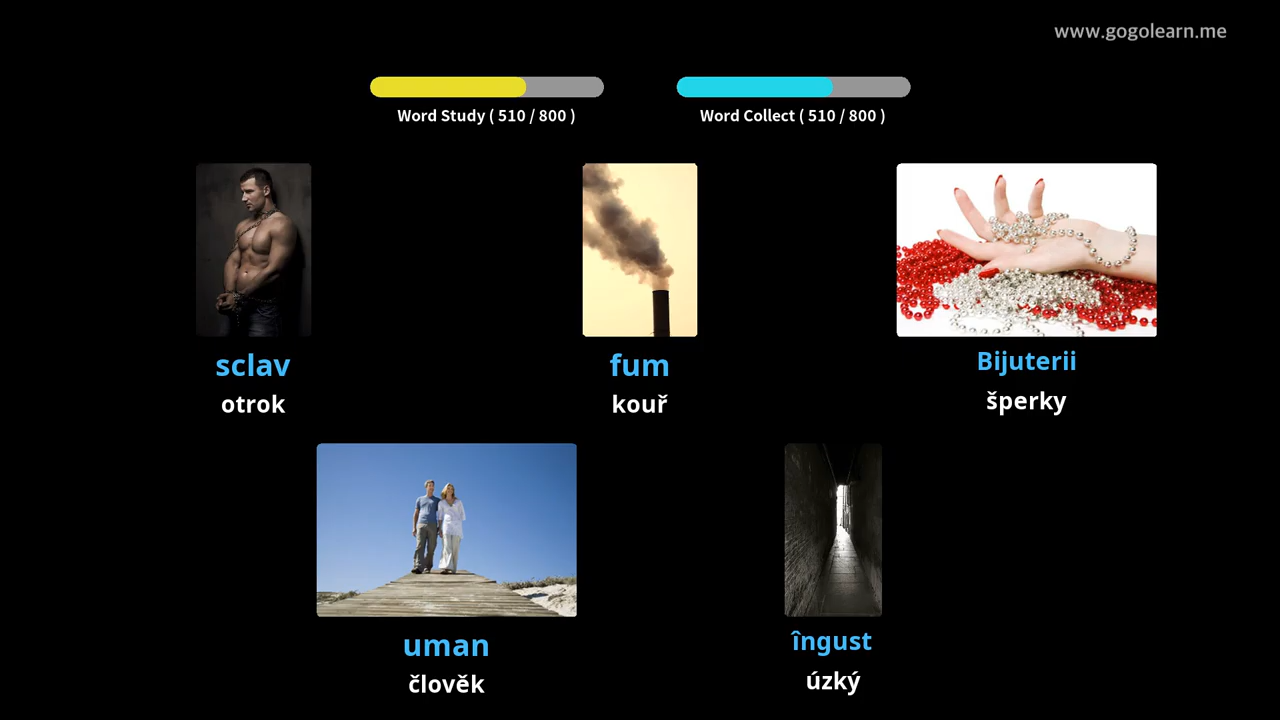 www.gogolearn.me
Word Study ( 510 / 800 )
Word Collect ( 510 / 800 )
sclav
otrok
fum
kouř
Bijuterii
šperky
uman
člověk
îngust
úzký